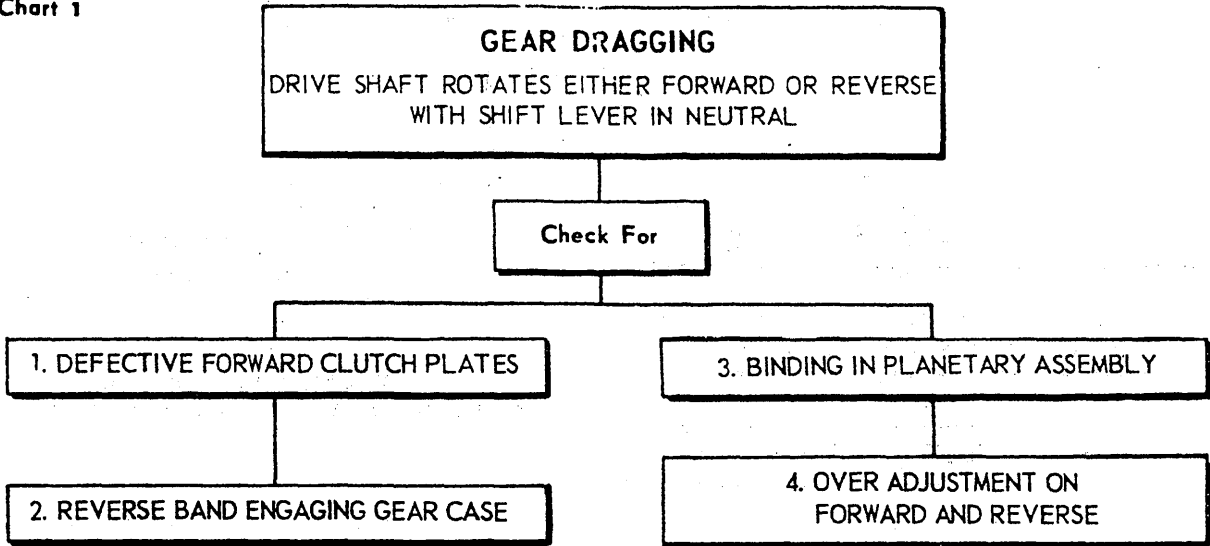 Chart 1
GEAR DRAGGING
DRIVE SHAFT ROTATES EITHER FORWARD OR REVERSE
WITH SHIFT LEVER IN NEUTRAL
Check For
1. DEFECTIVE FORWARD CLUTCH PLATES
2. REVERSE BAND ENGAGING GEAR CASE
3. BINDING IN PLANETARY ASSEMBLY
4. OVER ADJUSTMENT ON
FORWARD AND REVERSE